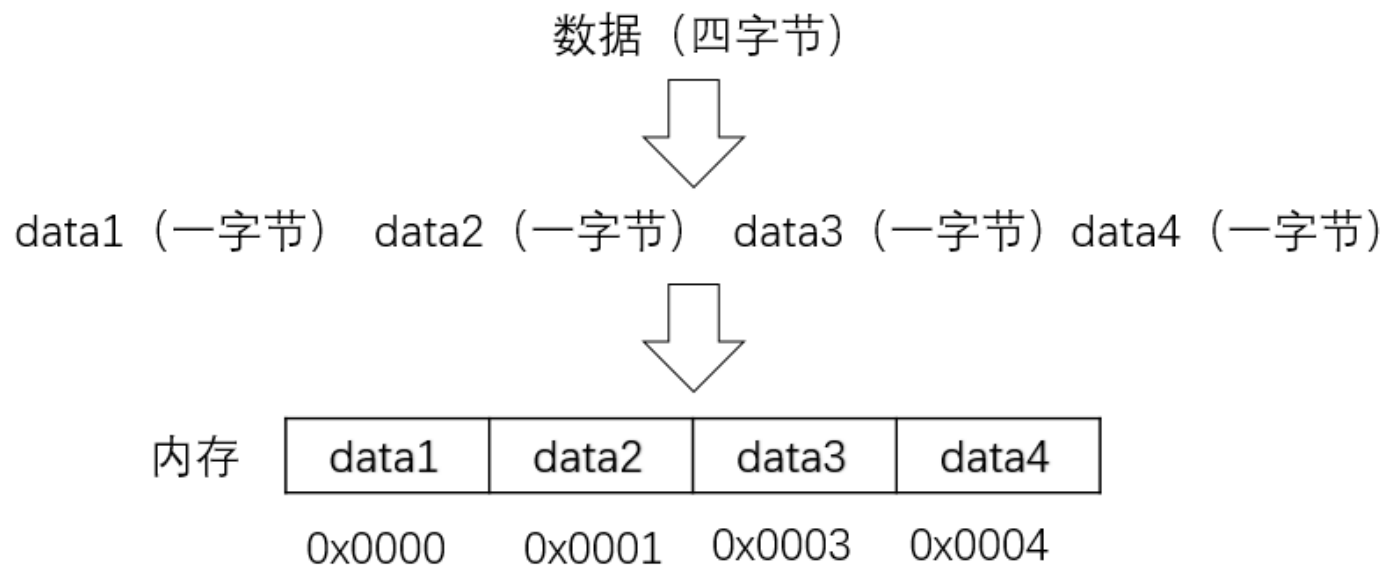 数据（四字节）
data1（一字节） data2（一字节） data3（一字节）data4（一字节）
内存 data1 data2 data3 data4
0x0000 0x0001 0x0003 0x0004